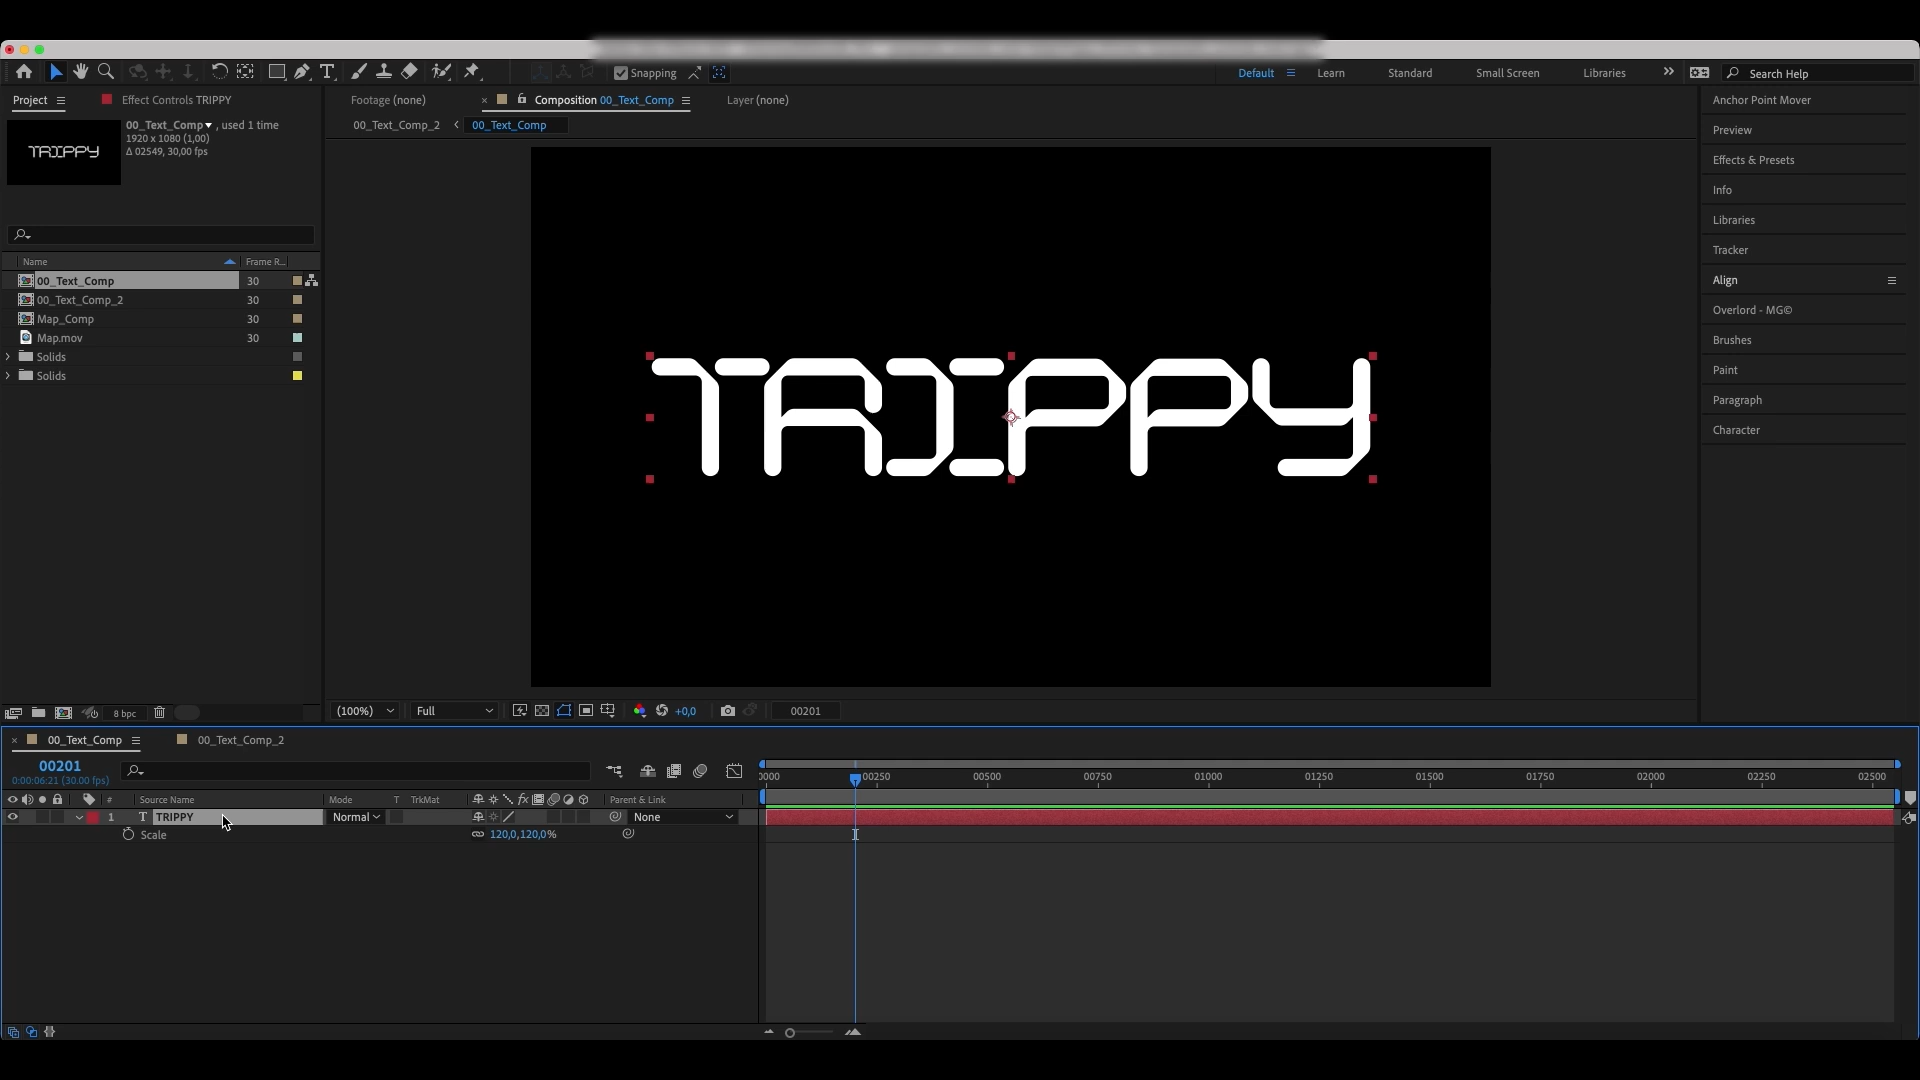 Snapping
Default
Learn
Standard
Small Screen
Libraries
Search Help
Project
Effect Controls TRIPPY
Footage (none)
Composition 00_Text_Comp
Layer (none)
00_Text_Comp_2
00_Text_Comp
TRIPPY
00_Text_Comp , used 1 time
1920 x 1080 (1,00)
Δ 02549, 30,00 fps
Name
Frame R...
00_Text_Comp
30
00_Text_Comp_2
30
Map_Comp
30
Map.mov
30
Solids
Solids
8 bpc
TRIPPY
Anchor Point Mover
Preview
Effects & Presets
Info
Libraries
Tracker
Align
Overlord - MG©
Brushes
Paint
Paragraph
Character
(100%)
Full
+0,0
00201
00_Text_Comp
00_Text_Comp_2
00201
0:00:06:21 (30.00 fps)
0000
00250
00500
00750
01000
01250
01500
01750
02000
02250
02500
#
Source Name
Mode
T
TrkMat
fx
Parent & Link
1
T
TRIPPY
Normal
None
Scale
120,0,120,0%